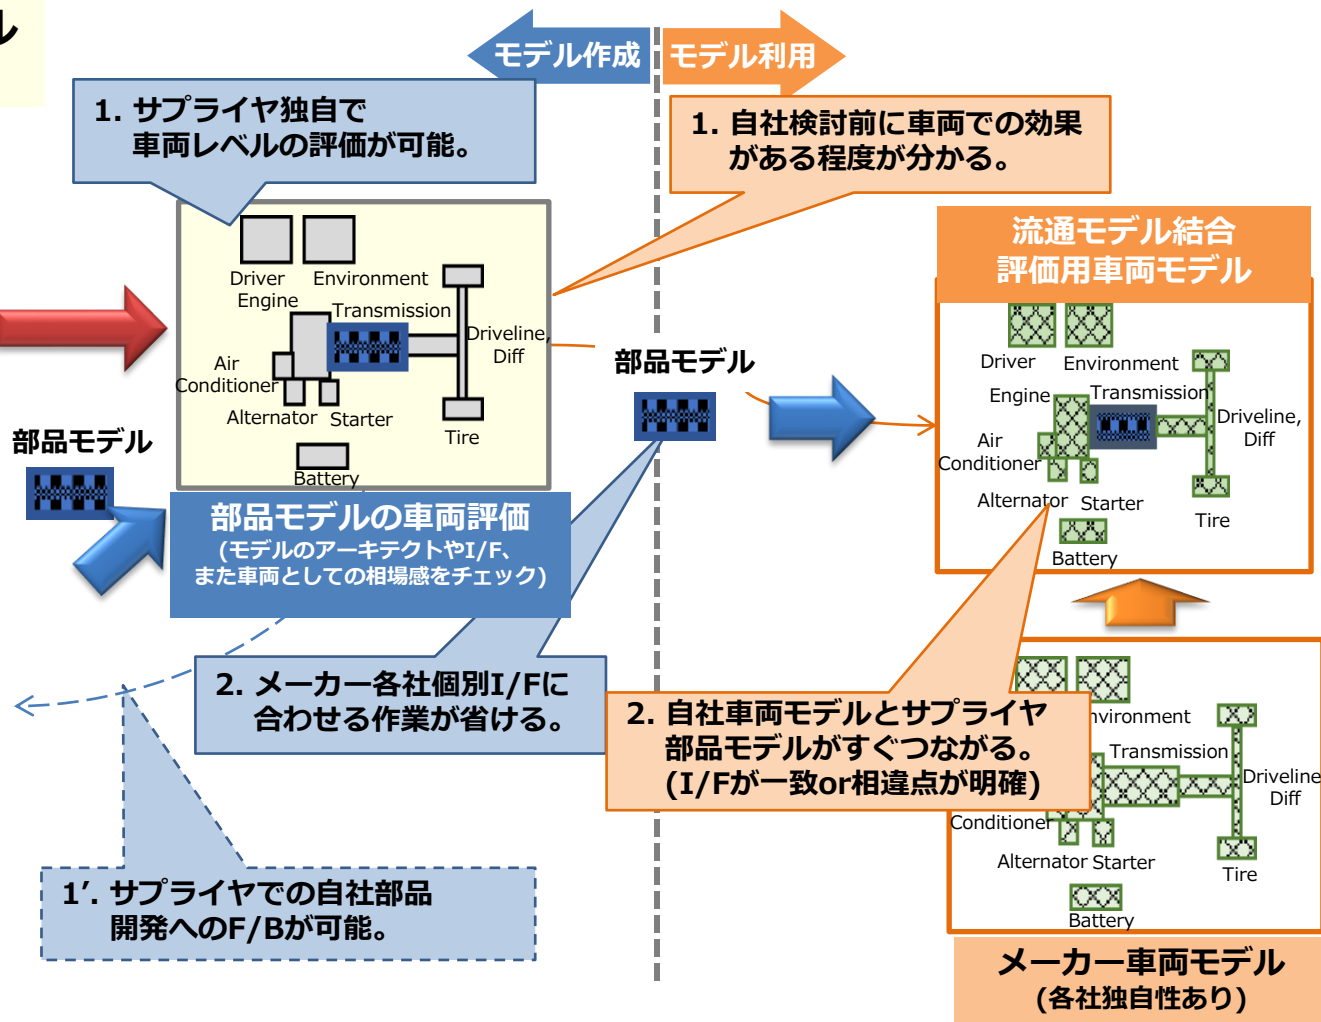 ル
モデル作成
モデル利用
1. サプライヤ独自で
車両レベルの評価が可能。
1. 自社検討前に車両での効果
がある程度が分かる。
Driver
Environment
Engine
Transmission
Driveline,
Diff
Air
Conditioner
Alternator
Starter
Tire
Battery
部品モデル
部品モデルの車両評価
(モデルのアーキテクトやI/F、
また車両としての相場感をチェック)
部品モデル
流通モデル結合
評価用車両モデル
Driver
Environment
Engine
Transmission
Driveline,
Diff
Air
Conditioner
Alternator
Starter
Tire
Battery
2. メーカー各社個別I/Fに
合わせる作業が省ける。
2. 自社車両モデルとサプライヤ
部品モデルがすぐつながる。
(I/Fが一致or相違点が明確)
1′. サプライヤでの自社部品
開発へのF/Bが可能。
nvironment
Transmission
Driveline
Diff
Conditioner
Alternator
Starter
Tire
Battery
メーカー車両モデル
(各社独自性あり)